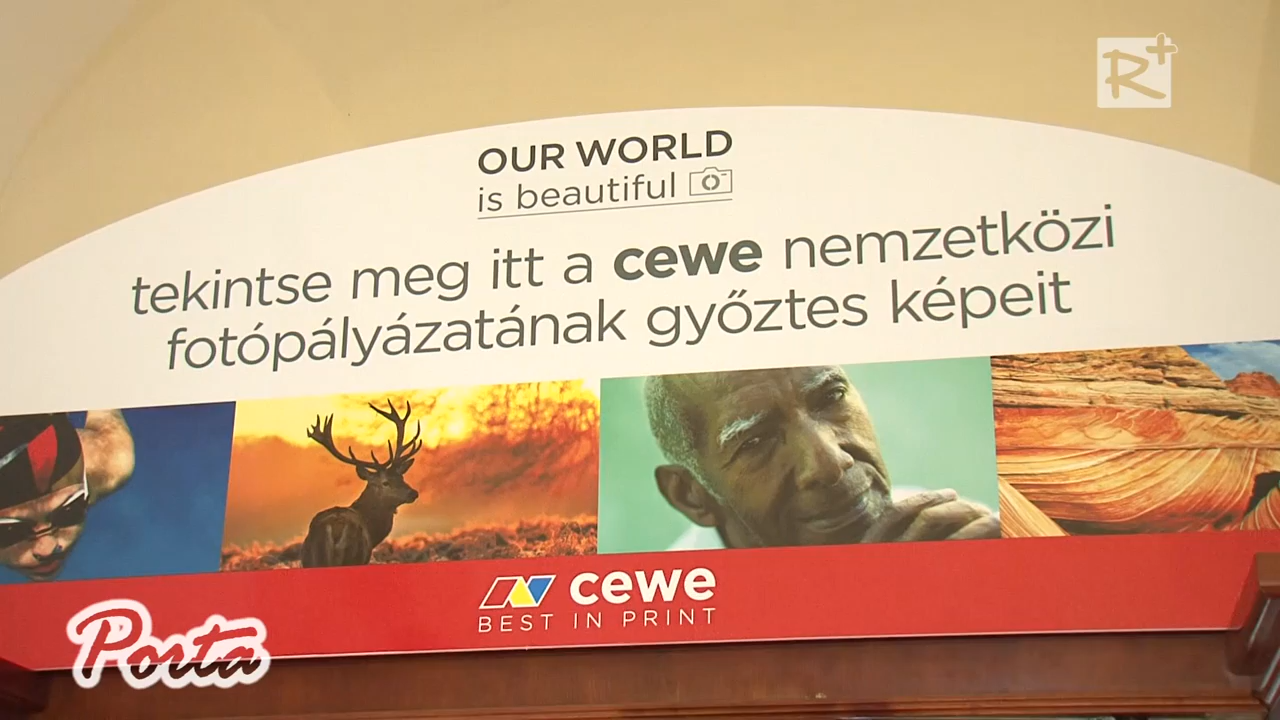 R+
OUR WORLD
is beautiful
tekintse meg itt a cewe nemzetközi
fotópályázatának győztes képeit
cewe
BEST IN PRINT
Porta